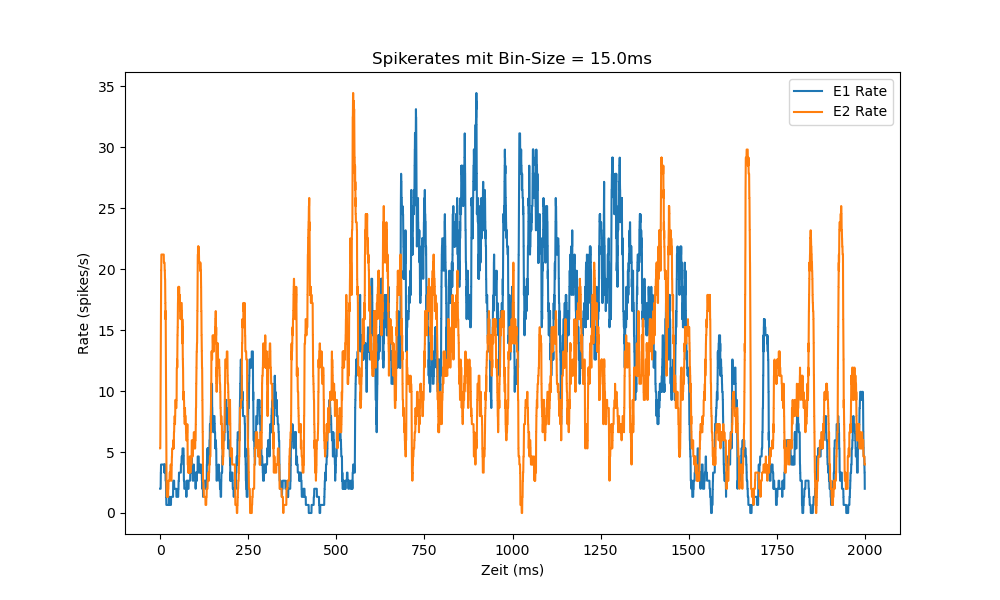 Spikerates mit Bin-Size = 15.0ms
E1 Rate
E2 Rate
Rate (spikes/s)
35
30
25
20
15
10
5
0
0 250 500 750 1000 1250 1500 1750 2000
Zeit (ms)